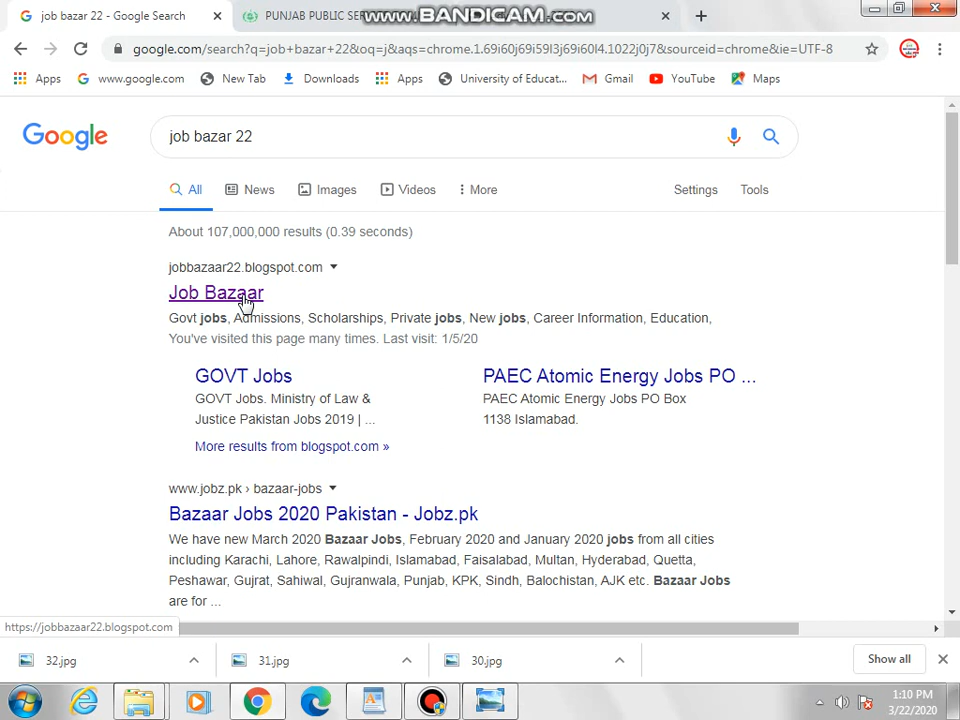 job bazar 22 - Google Search
PUNJAB PUBLIC SER
www.BANDICAM.com
google.com/search?q=job+bazar+22&oq=j&aqs=chrome.1.69i60j69i59l3j69i60l4.1022j0j7&sourceid=chrome&ie=UTF-8
Apps
www.google.com
New Tab
Downloads
Apps
University of Educat...
Gmail
YouTube
Maps
Google
job bazar 22
All
News
Images
Videos
More
Settings
Tools
About 107,000,000 results (0.39 seconds)
jobbazaar22.blogspot.com
Job Bazaar
Govt jobs, Admissions, Scholarships, Private jobs, New jobs, Career Information, Education,
You've visited this page many times. Last visit: 1/5/20
GOVT Jobs
GOVT Jobs. Ministry of Law &
Justice Pakistan Jobs 2019 | ...
PAEC Atomic Energy Jobs PO ...
PAEC Atomic Energy Jobs PO Box
1138 Islamabad.
More results from blogspot.com »
www.jobz.pk › bazaar-jobs
Bazaar Jobs 2020 Pakistan - Jobz.pk
We have new March 2020 Bazaar Jobs, February 2020 and January 2020 jobs from all cities
including Karachi, Lahore, Rawalpindi, Islamabad, Faisalabad, Multan, Hyderabad, Quetta,
Peshawar, Gujrat, Sahiwal, Gujranwala, Punjab, KPK, Sindh, Balochistan, AJK etc. Bazaar Jobs
are for ...
https://jobbazaar22.blogspot.com
32.jpg
31.jpg
30.jpg
Show all
1:10 PM
3/22/2020